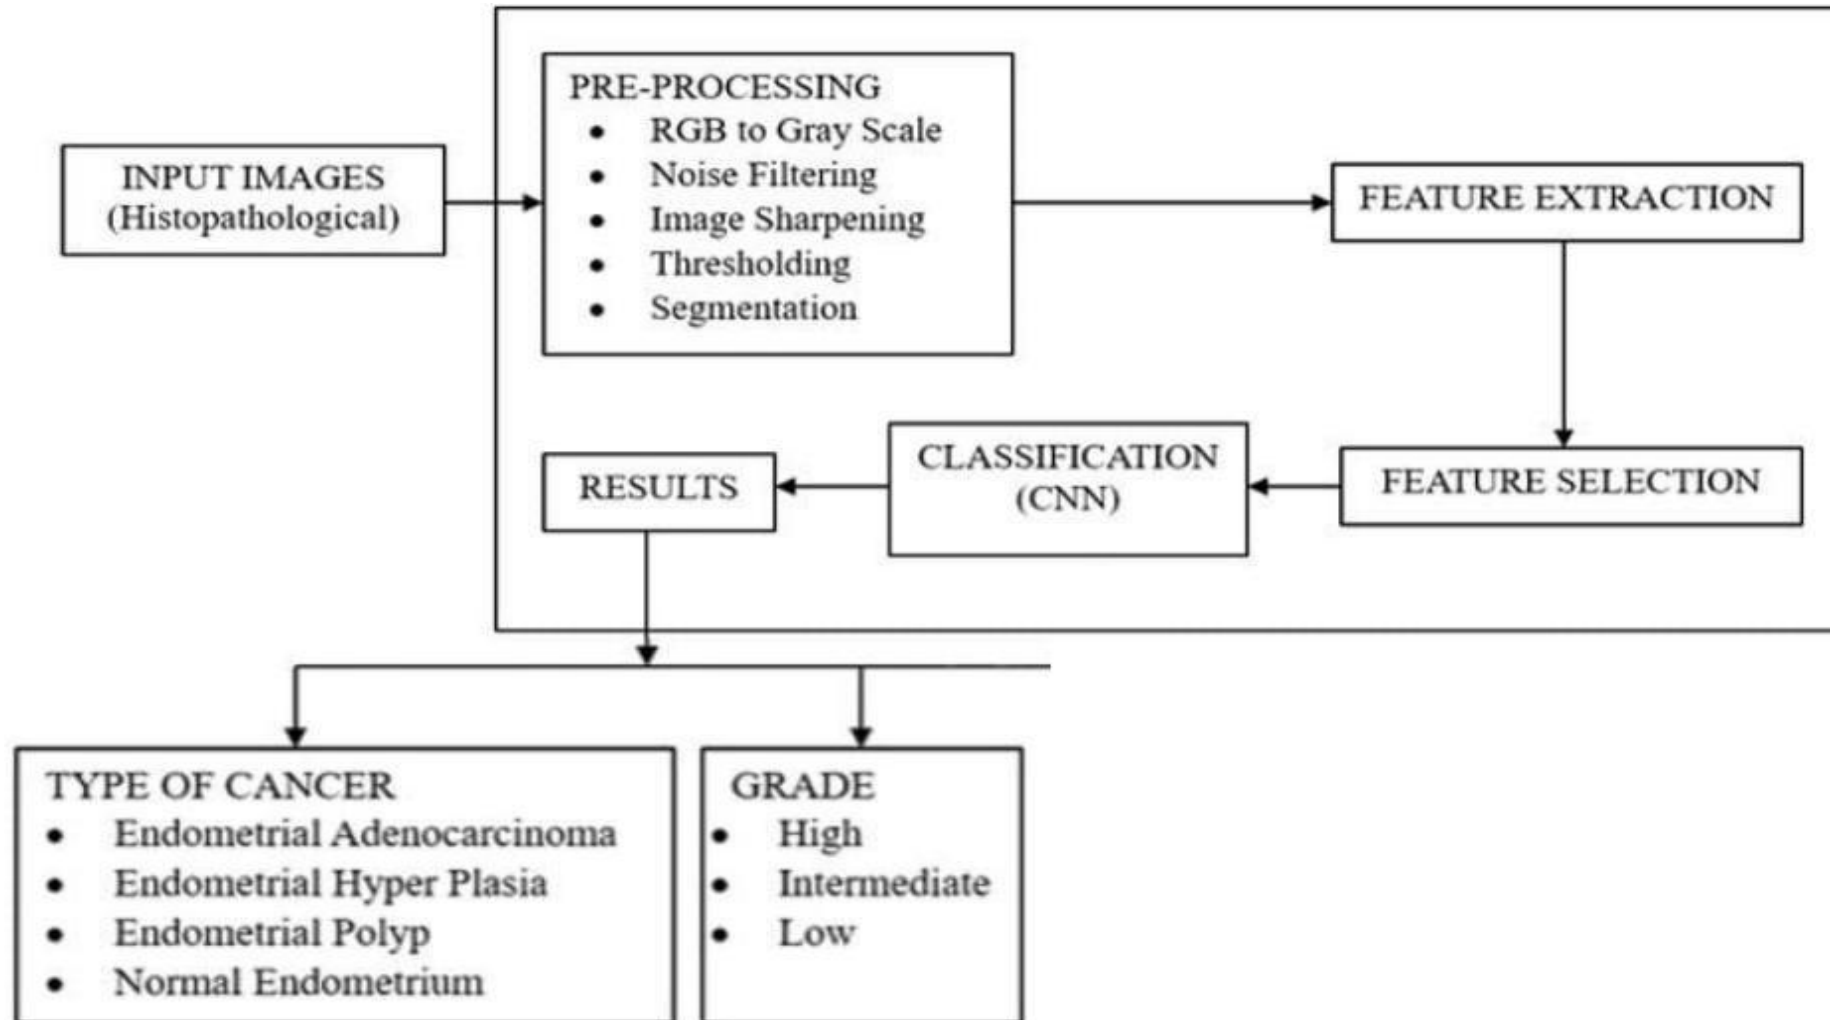 INPUT IMAGES
(Histopathological)
PRE-PROCESSING
• RGB to Gray Scale
• Noise Filtering
• Image Sharpening
• Thresholding
• Segmentation
FEATURE EXTRACTION
FEATURE SELECTION
CLASSIFICATION
(CNN)
RESULTS
TYPE OF CANCER
• Endometrial Adenocarcinoma
• Endometrial Hyper Plasia
• Endometrial Polyp
• Normal Endometrium
GRADE
• High
• Intermediate
• Low